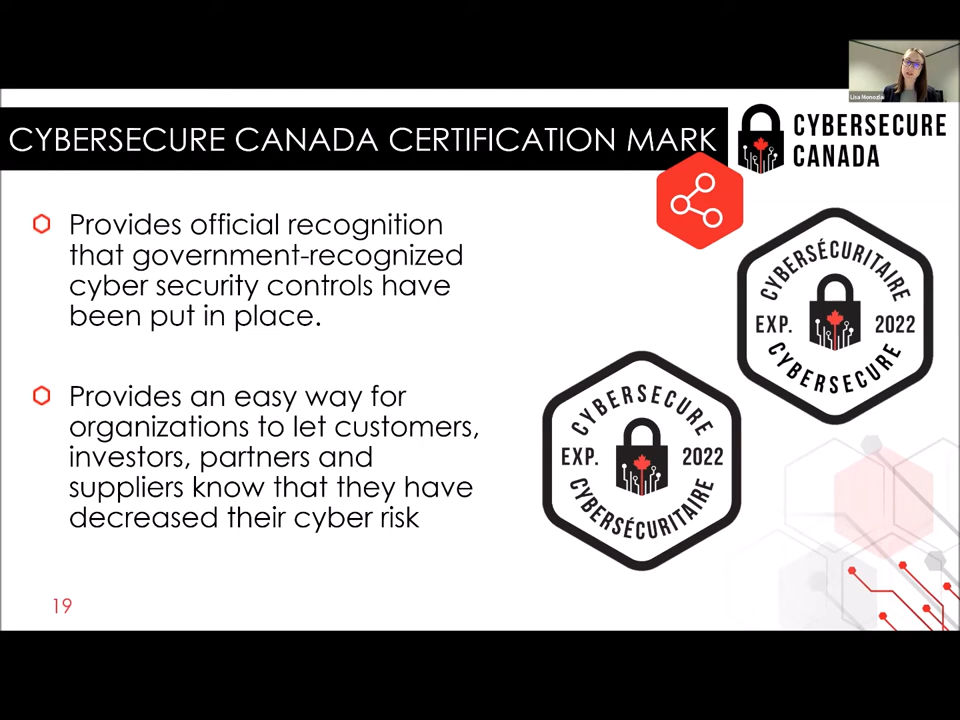 Lisa
CYBERSECURE CANADA CERTIFICATION MARK
CYBERSECURE
CANADA
Provides official recognition
that government-recognized
cyber security controls have
been put in place.
Provides an easy way for
organizations to let customers,
investors, partners and
suppliers know that they have
decreased their cyber risk
CYBERSÉCURITAIRE
EXP. 2022
CYBERSECURE
CYBERSECURE
EXP. 2022
CYBERSÉCURITAIRE
19